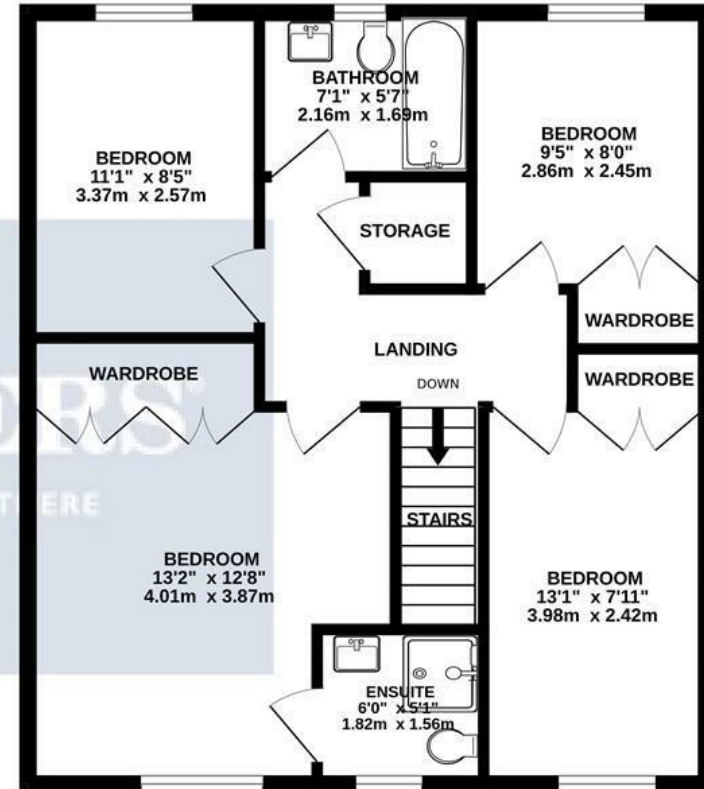 BATHROOM
7'1" x 5'7"
2.16m x 1.69m
BEDROOM
11'1" x 8'5"
3.37m x 2.57m
BEDROOM
9'5" x 8'0"
2.86m x 2.45m
STORAGE
WARDROBE
LANDING
DOWN
WARDROBE
WARDROBE
STAIRS
BEDROOM
13'2" x 12'8"
4.01m x 3.87m
BEDROOM
13'1" x 7'11"
3.98m x 2.42m
ENSUITE
6'0" x 5'1"
1.82m x 1.56m